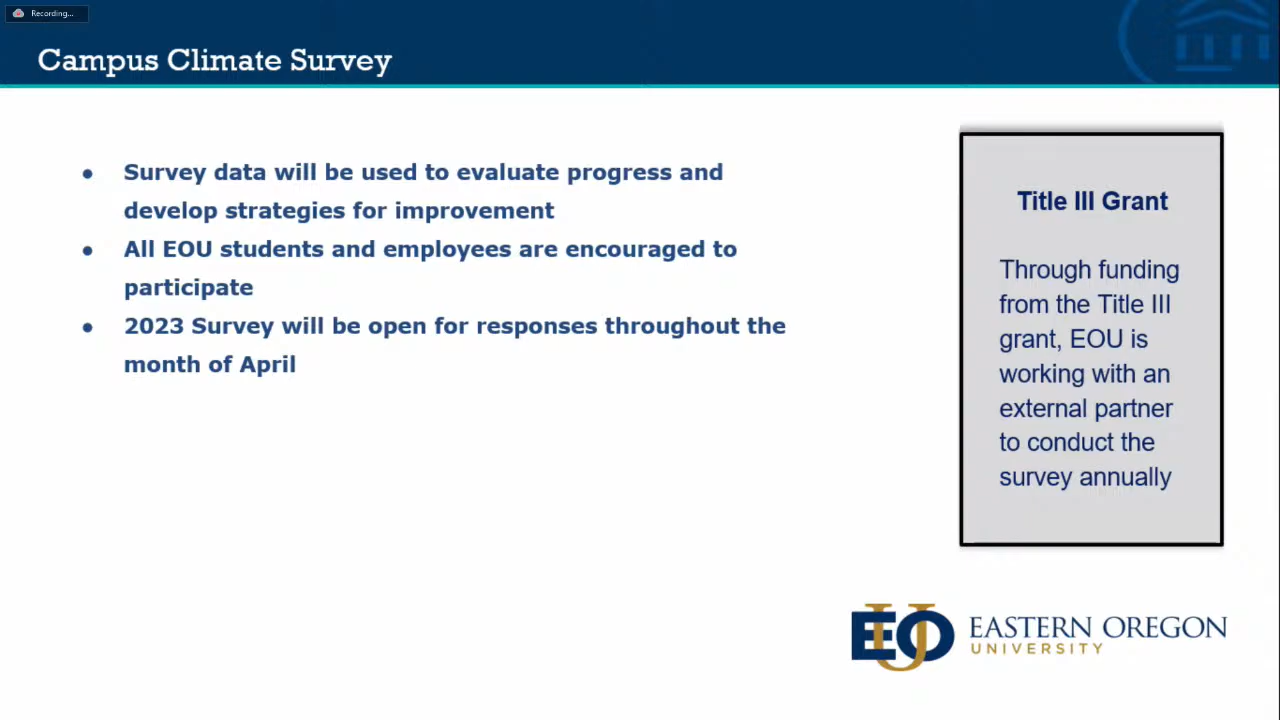 Recording...
Campus Climate Survey
● Survey data will be used to evaluate progress and
develop strategies for improvement
● All EOU students and employees are encouraged to
participate
● 2023 Survey will be open for responses throughout the
month of April
Title III Grant
Through funding
from the Title III
grant, EOU is
working with an
external partner
to conduct the
survey annually
EOU
EASTERN OREGON
UNIVERSITY